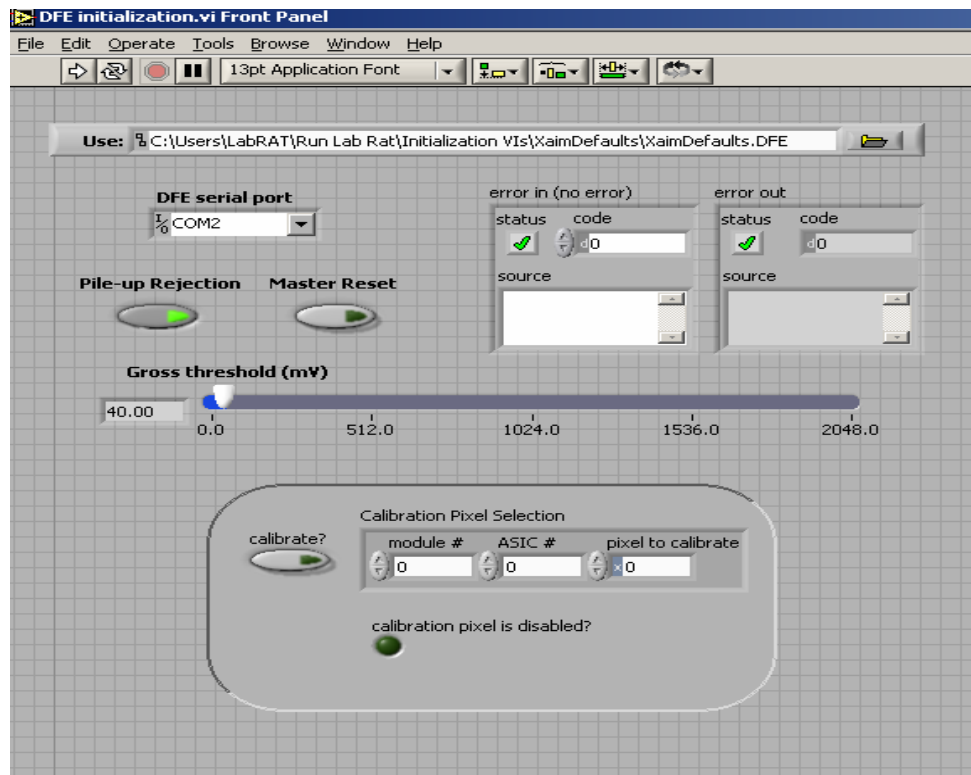 DFE initialization.vi Front Panel
File Edit Operate Tools Browse Window Help
13pt Application Font
Use: C:\Users\LabRAT\Run Lab Rat\Initialization VIs\XaimDefaults\XaimDefaults.DFE
DFE serial port
I/O COM2
error in (no error)
status code
d0
source
error out
status code
d0
source
Pile-up Rejection Master Reset
Gross threshold (mV)
40.00
0.0 512.0 1024.0 1536.0 2048.0
Calibration Pixel Selection
calibrate?
module # ASIC # pixel to calibrate
0 0 x0
calibration pixel is disabled?